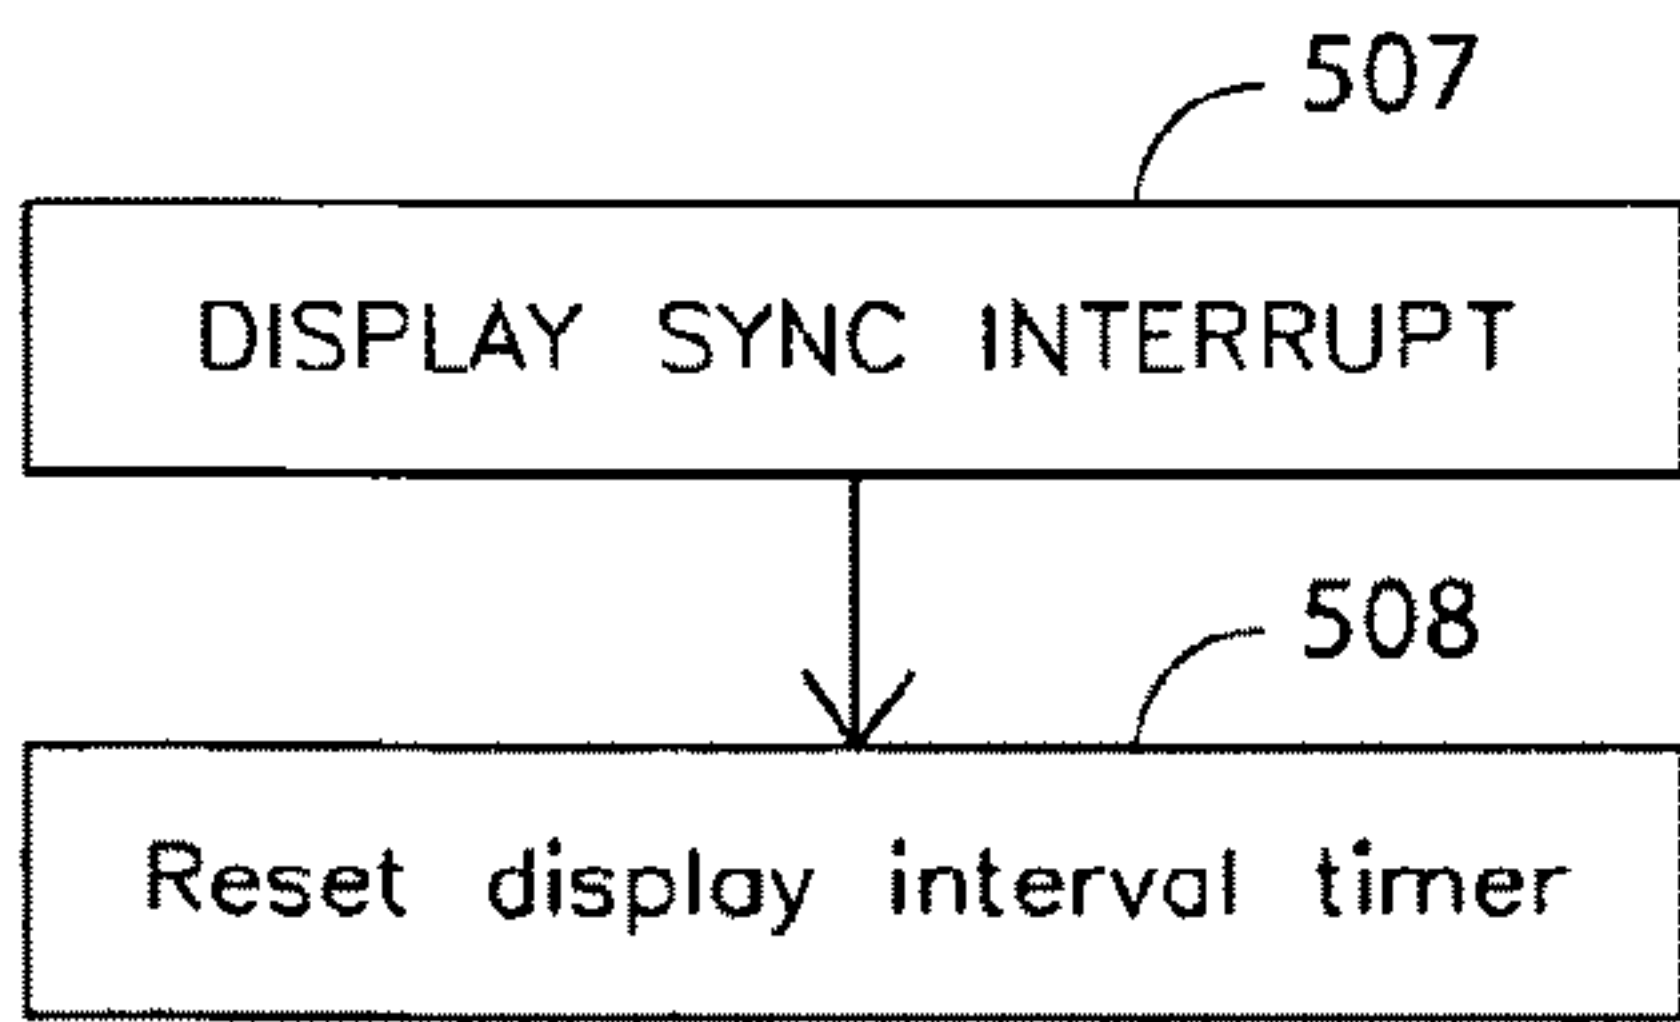 507
DISPLAY SYNC INTERRUPT
508
Reset display interval timer